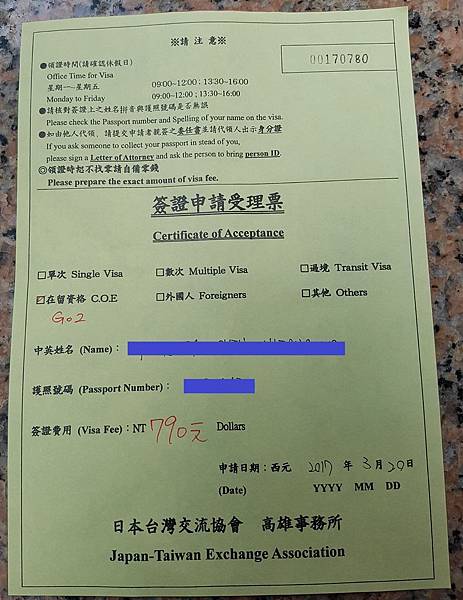 ※請 注 意※
00170780
●領證時間(請確認休假日)
Office Time for Visa
星期一~星期五 09:00~12:00；13:30~16:00
Monday to Friday 09:00~12:00 ; 13:30~16:00
●請核對簽證上之姓名拼音與護照號碼是否無誤
Please check the Passport number and Spelling of your name on the visa.
●如由他人代領、請提交申請者親簽之委任書並請代領人出示身分證
If you ask someone to collect your passport in stead of you,
please sign a Letter of Attorney and ask the person to bring person ID.
◎領證時恕不找零請自備零錢
Please prepare the exact amount of visa fee.
簽證申請受理票
Certificate of Acceptance
□單次 Single Visa □數次 Multiple Visa □過境 Transit Visa
☑在留資格 C.O.E □外國人 Foreigners □其他 Others
G02
中英姓名 (Name)：
護照號碼 (Passport Number)：
簽證費用 (Visa Fee)：NT 790元 Dollars
申請日期：西元 2017 年 3 月 20 日
(Date) YYYY MM DD
日本台灣交流協會 高雄事務所
Japan-Taiwan Exchange Association